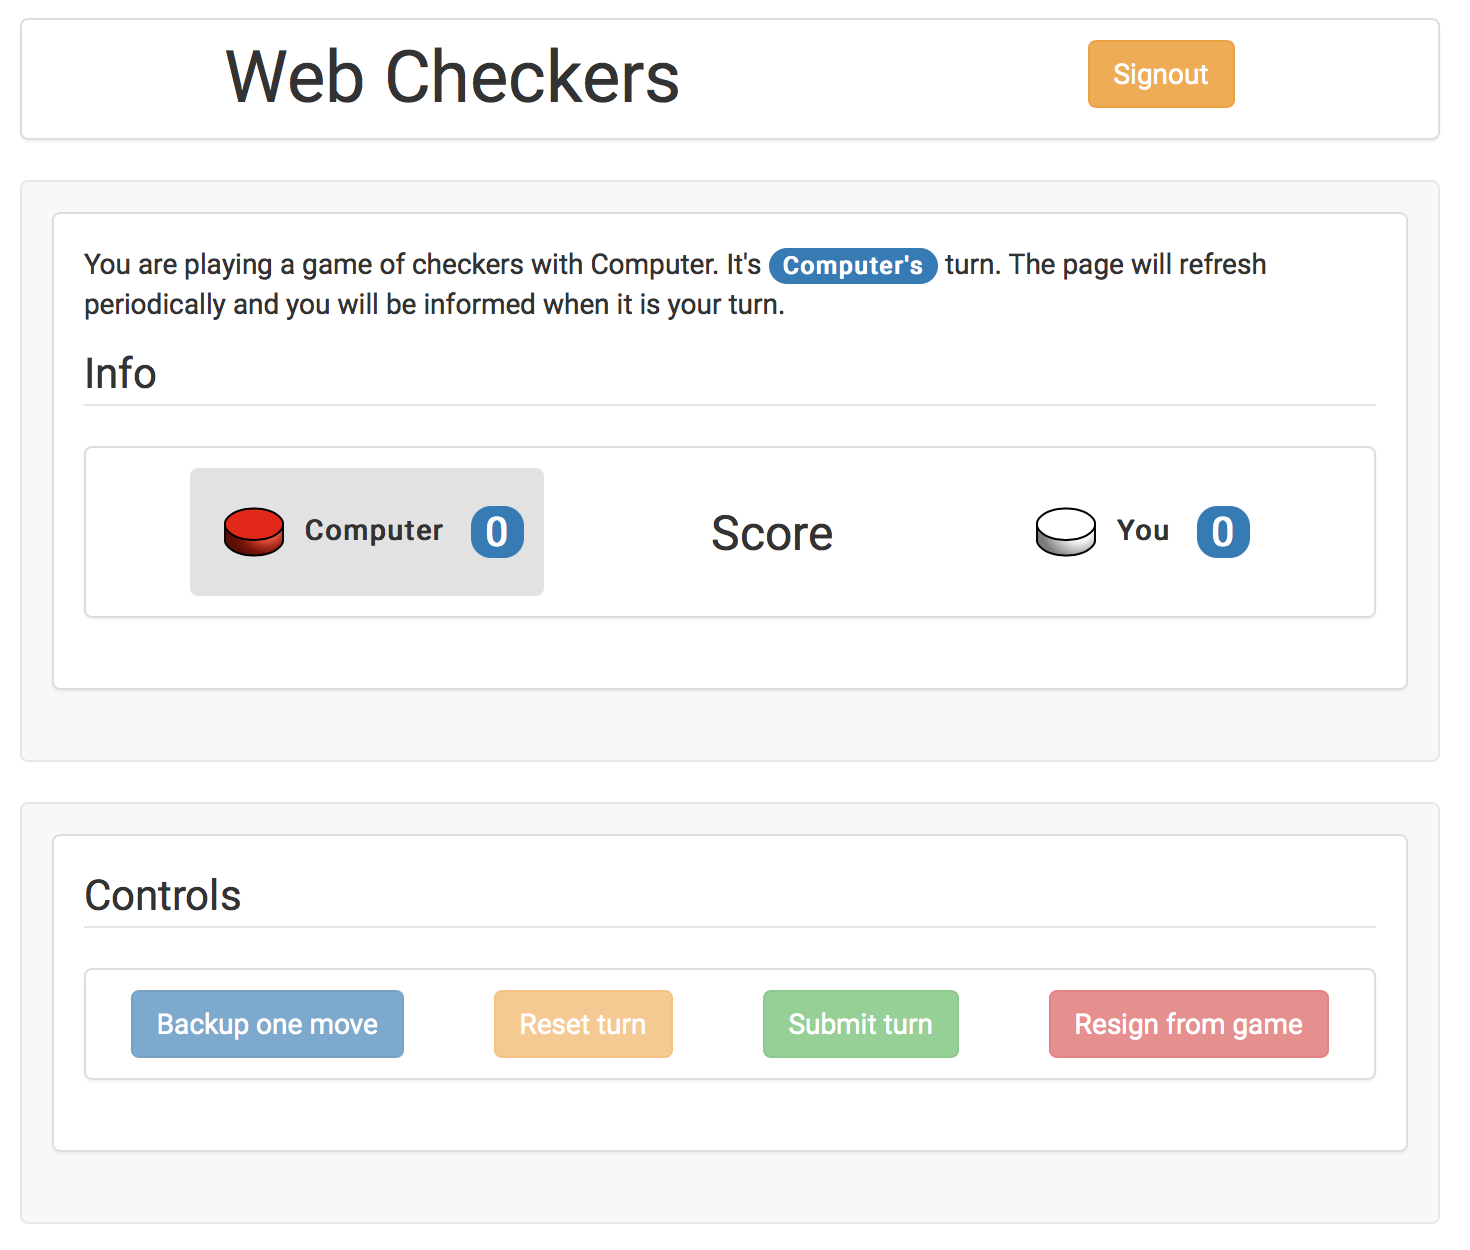 Web Checkers
Signout
You are playing a game of checkers with Computer. It's Computer's turn. The page will refresh
periodically and you will be informed when it is your turn.
Info
Computer 0 Score You 0
Controls
Backup one move Reset turn Submit turn Resign from game